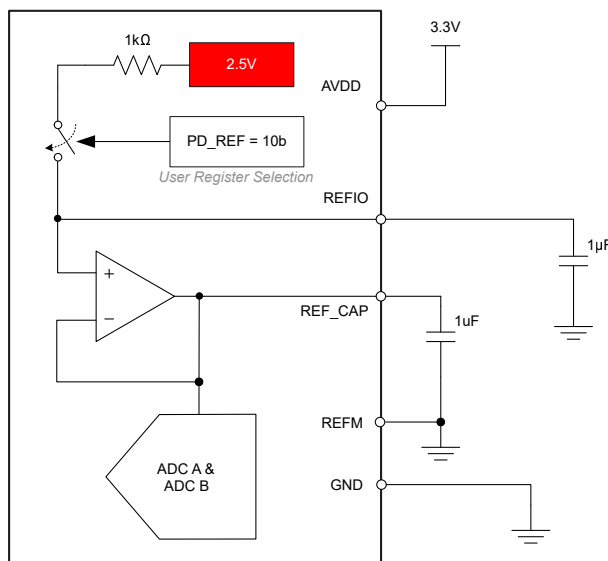 1kΩ
2.5V
3.3V
AVDD
PD_REF = 10b
User Register Selection
REFIO
1µF
+
−
REF_CAP
1uF
REFM
ADC A &
ADC B
GND